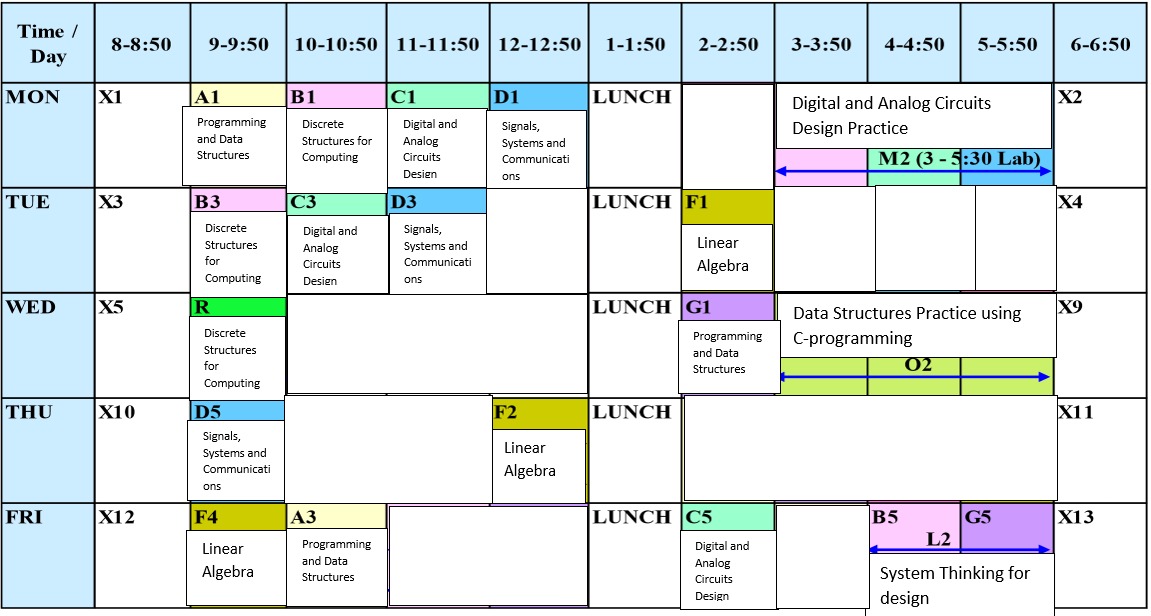 Time / Day 8-8:50 9-9:50 10-10:50 11-11:50 12-12:50 1-1:50 2-2:50 3-3:50 4-4:50 5-5:50 6-6:50
MON X1 A1 B1 C1 D1 LUNCH X2
Programming
and Data
Structures
Discrete
Structures for
Computing
Digital and
Analog
Circuits
Design
Signals,
Systems and
Communicati
ons
Digital and Analog Circuits
Design Practice
M2 (3 - 5:30 Lab)
TUE X3 B3 C3 D3 LUNCH F1 X4
Discrete
Structures
for
Computing
Digital and
Analog
Circuits
Design
Signals,
Systems and
Communicati
ons
Linear
Algebra
WED X5 R LUNCH G1 X9
Discrete
Structures
for
Computing
Programming
and Data
Structures
Data Structures Practice using
C-programming
O2
THU X10 D5 F2 LUNCH X11
Signals,
Systems and
Communicati
ons
Linear
Algebra
FRI X12 F4 A3 LUNCH C5 B5 G5 X13
Linear
Algebra
Programming
and Data
Structures
Digital and
Analog
Circuits
Design
L2
System Thinking for
design